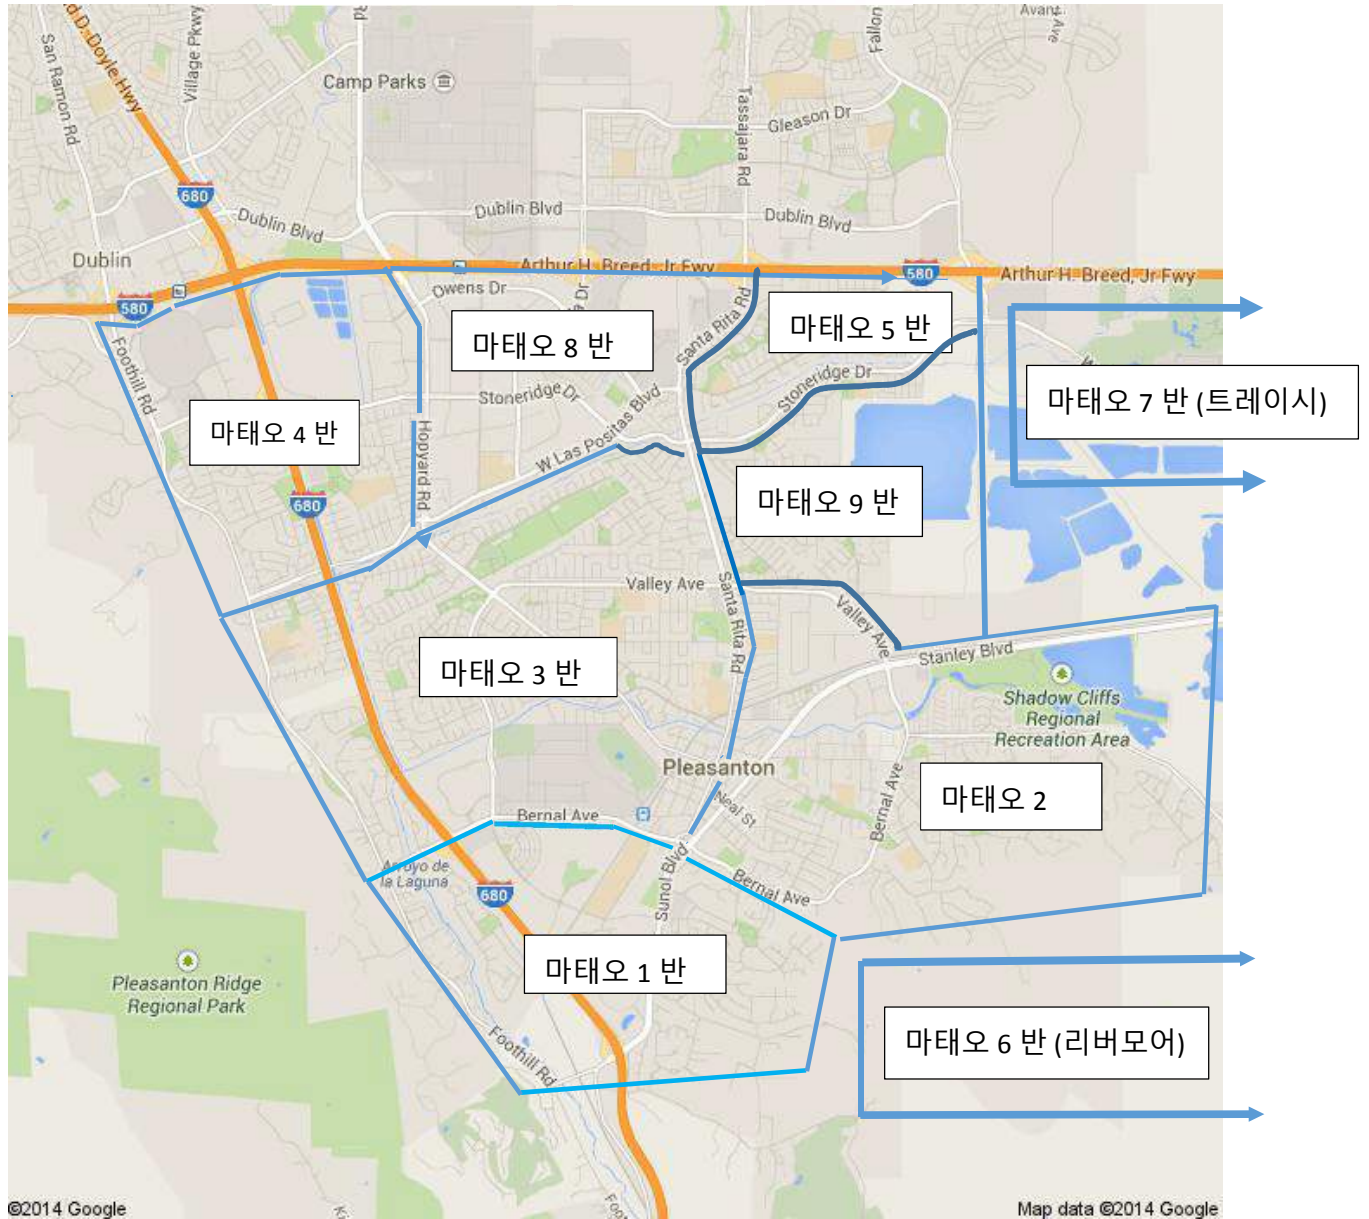 San Ramon Rd
D. Doyle Hwy
Village Pkwy
Rd
Camp Parks
Tassajara Rd
Gleason Dr
Fallon
Ave
680
Dublin Blvd
Dublin Blvd
Dublin Blvd
Dublin
Arthur H. Breed, Jr Fwy
580
Arthur H. Breed, Jr Fwy
580
Owens Dr
Dr
Santa Rita Rd
마태오 8 반
마태오 5 반
Foothill Rd
Stoneridge Dr
Stoneridge Dr
마태오 7 반 (트레이시)
마태오 4 반
Hopyard Rd
W Las Positas Blvd
680
마태오 9 반
Valley Ave
Santa Rita Rd
Valley Ave
Stanley Blvd
마태오 3 반
Shadow Cliffs
Regional
Recreation Area
Pleasanton
Neal St
Bernal Ave
마태오 2
Bernal Ave
Arroyo de
la Laguna
680
Sunol Blvd
Bernal Ave
마태오 1 반
Pleasanton Ridge
Regional Park
Foothill Rd
마태오 6 반 (리버모어)
©2014 Google
Map data ©2014 Google